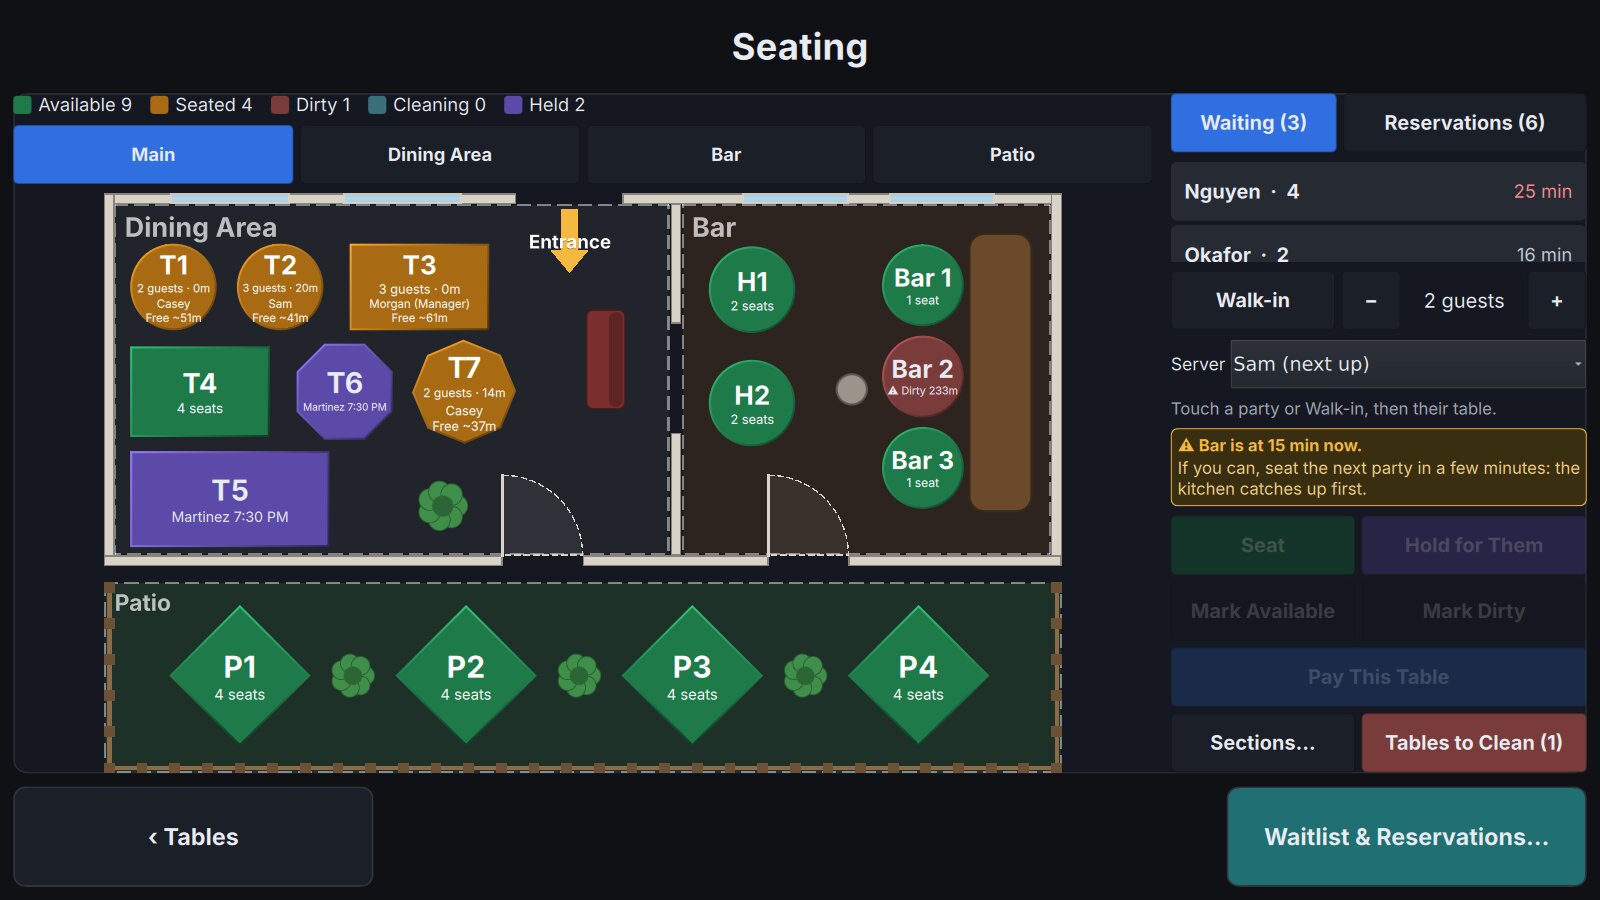 Seating
Available 9
Seated 4
Dirty 1
Cleaning 0
Held 2
Main
Dining Area
Bar
Patio
Dining Area
Entrance
T1
2 guests · 0m
Casey
Free ~51m
T2
3 guests · 20m
Sam
Free ~41m
T3
3 guests · 0m
Morgan (Manager)
Free ~61m
T4
4 seats
T6
Martinez 7:30 PM
T7
2 guests · 14m
Casey
Free ~37m
T5
Martinez 7:30 PM
Bar
H1
2 seats
H2
2 seats
Bar 1
1 seat
Bar 2
⚠ Dirty 233m
Bar 3
1 seat
Patio
P1
4 seats
P2
4 seats
P3
4 seats
P4
4 seats
Waiting (3)
Reservations (6)
Nguyen · 4
25 min
Okafor · 2
16 min
Walk-in
−
2 guests
+
Server
Sam (next up)
Touch a party or Walk-in, then their table.
⚠ Bar is at 15 min now.
If you can, seat the next party in a few minutes: the
kitchen catches up first.
Seat
Hold for Them
Mark Available
Mark Dirty
Pay This Table
Sections...
Tables to Clean (1)
‹ Tables
Waitlist & Reservations...